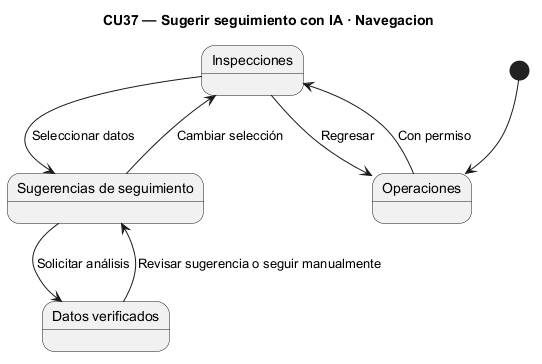 CU37 — Sugerir seguimiento con IA · Navegacion
Inspecciones
Seleccionar datos
Cambiar selección
Regresar
Con permiso
Sugerencias de seguimiento
Operaciones
Solicitar análisis
Revisar sugerencia o seguir manualmente
Datos verificados